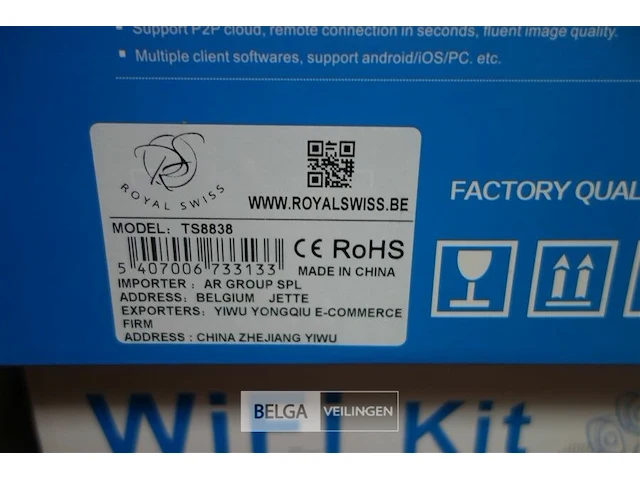 Support P2P cloud, remote connection in seconds, fluent image quality.
Multiple client softwares, support android/iOS/PC. etc.
ROYAL SWISS
WWW.ROYALSWISS.BE
MODEL: TS8838
CE RoHS
5 407006 733133
MADE IN CHINA
IMPORTER : AR GROUP SPL
ADDRESS: BELGIUM JETTE
EXPORTERS: YIWU YONGQIU E-COMMERCE
FIRM
ADDRESS : CHINA ZHEJIANG YIWU
FACTORY QUAL
BELGA VEILINGEN
WiFi Kit